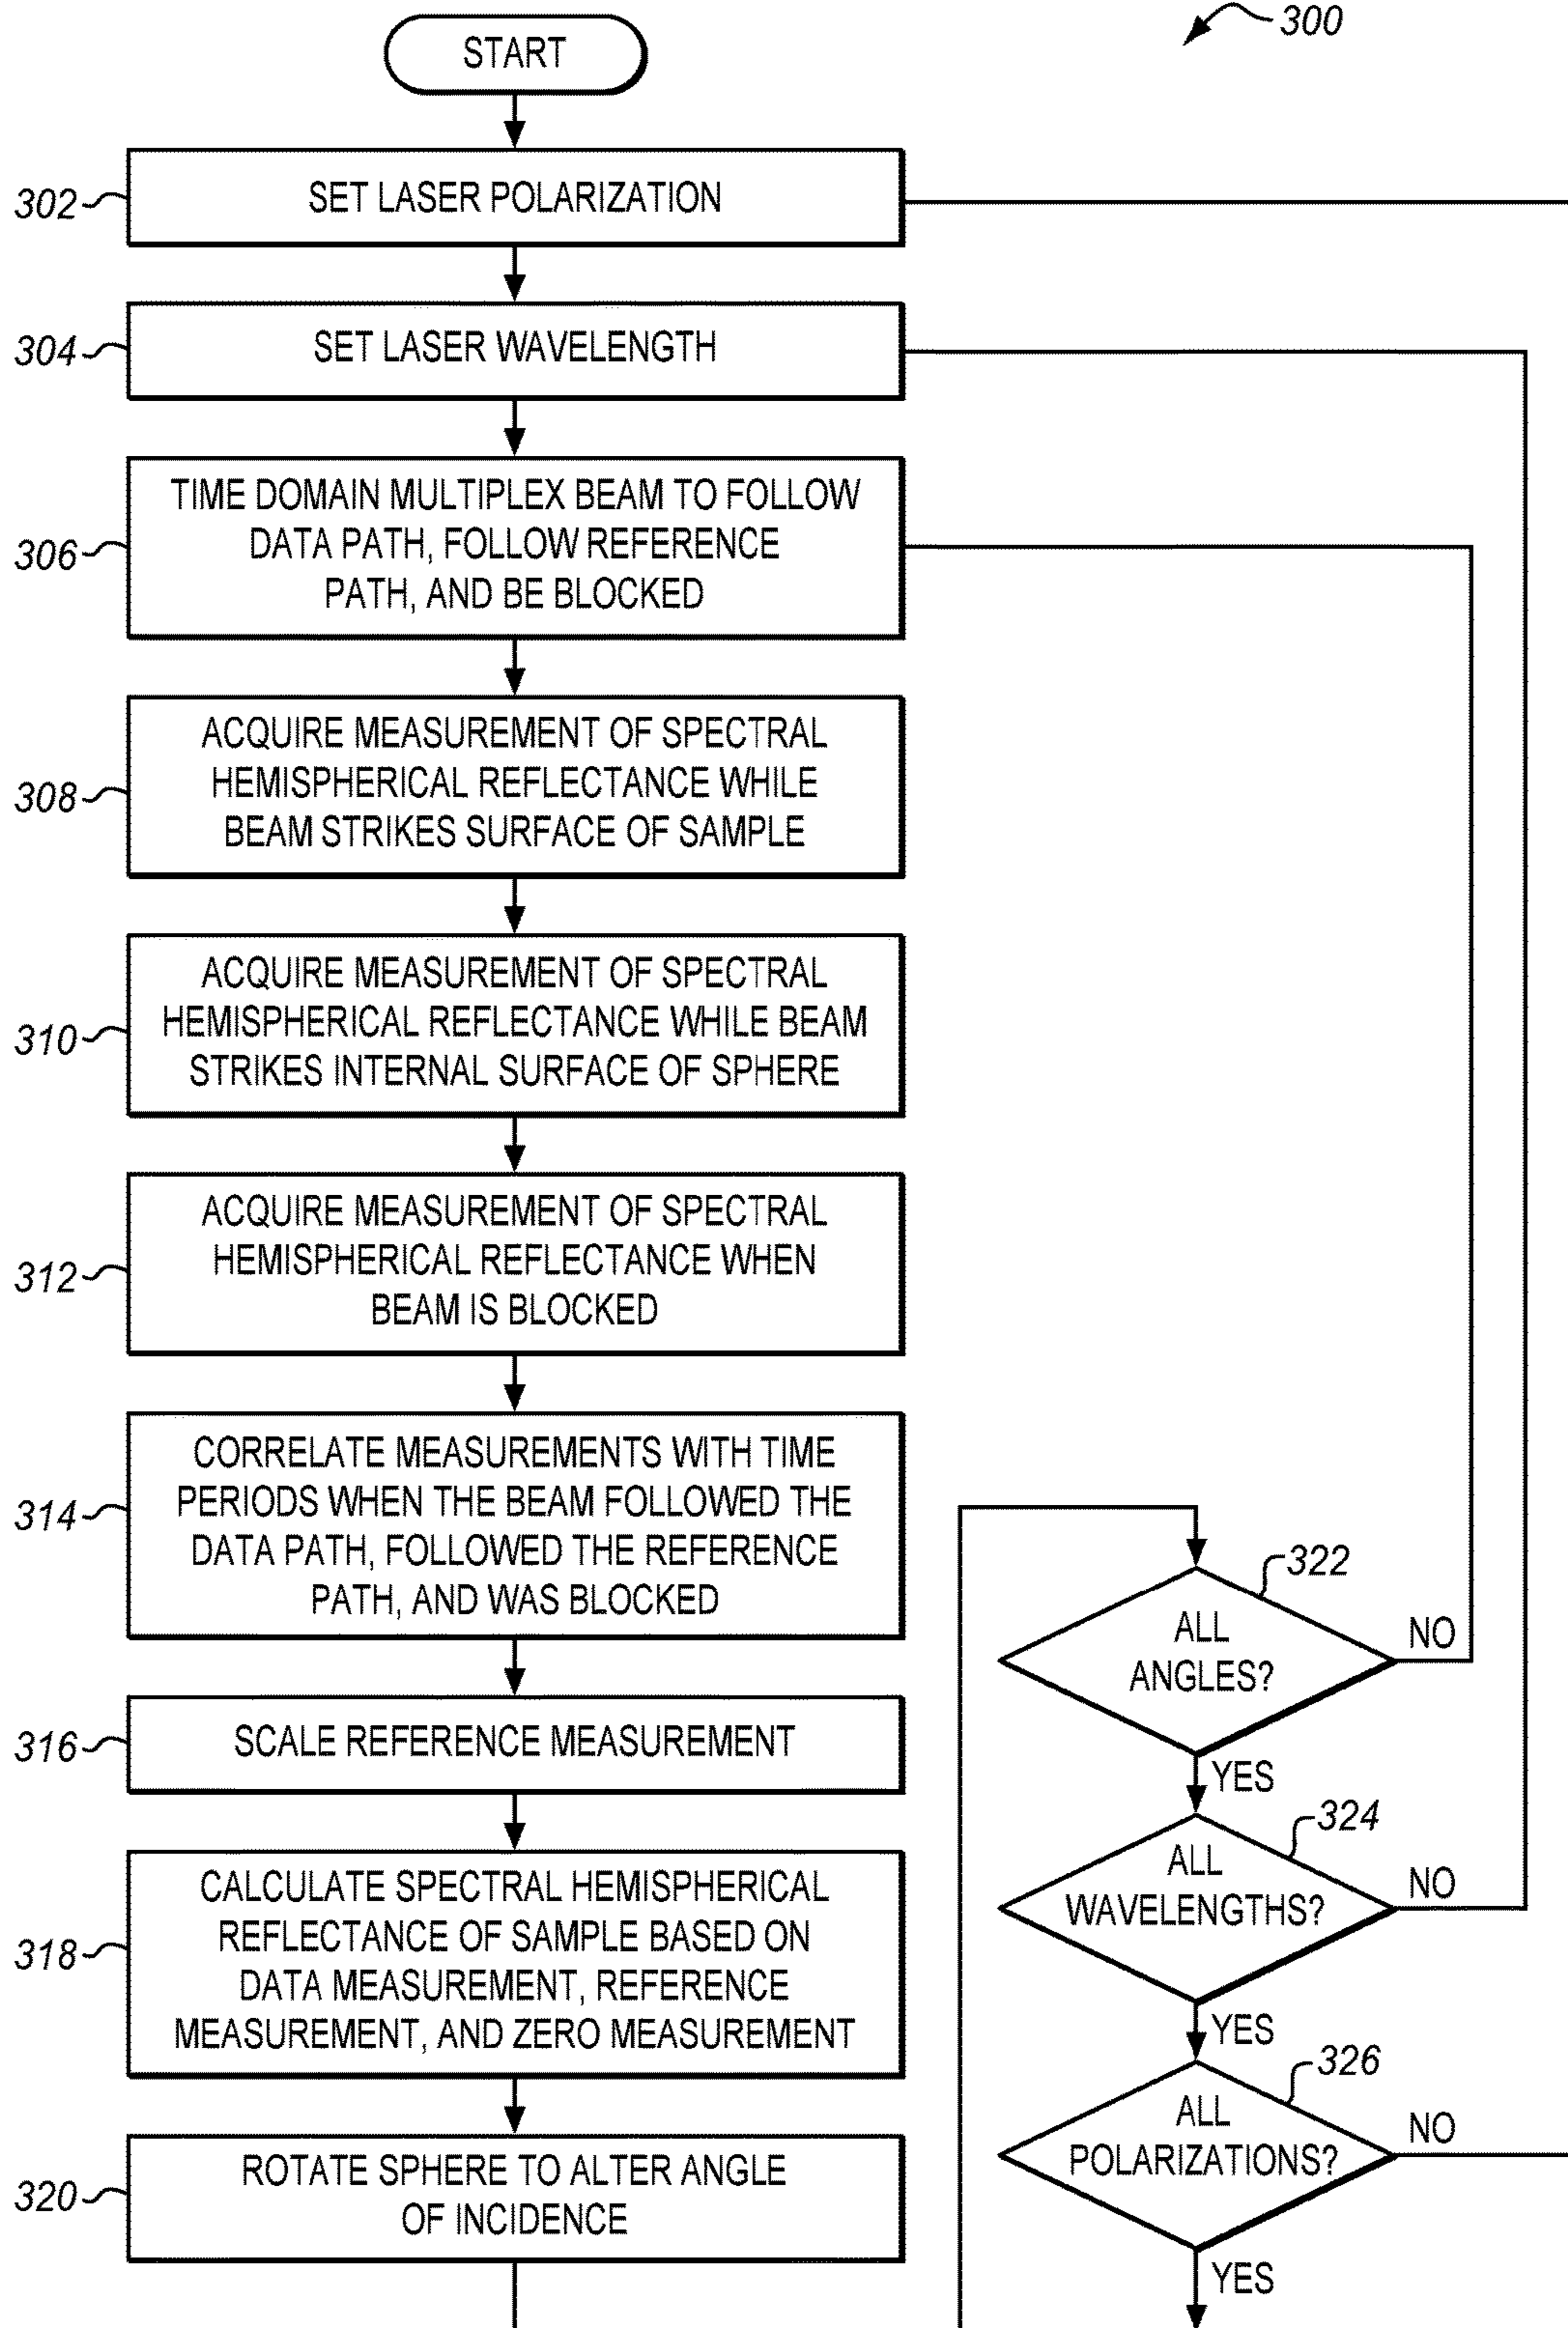 300
START
302
SET LASER POLARIZATION
304
SET LASER WAVELENGTH
306
TIME DOMAIN MULTIPLEX BEAM TO FOLLOW
DATA PATH, FOLLOW REFERENCE
PATH, AND BE BLOCKED
308
ACQUIRE MEASUREMENT OF SPECTRAL
HEMISPHERICAL REFLECTANCE WHILE
BEAM STRIKES SURFACE OF SAMPLE
310
ACQUIRE MEASUREMENT OF SPECTRAL
HEMISPHERICAL REFLECTANCE WHILE BEAM
STRIKES INTERNAL SURFACE OF SPHERE
312
ACQUIRE MEASUREMENT OF SPECTRAL
HEMISPHERICAL REFLECTANCE WHEN
BEAM IS BLOCKED
314
CORRELATE MEASUREMENTS WITH TIME
PERIODS WHEN THE BEAM FOLLOWED THE
DATA PATH, FOLLOWED THE REFERENCE
PATH, AND WAS BLOCKED
316
SCALE REFERENCE MEASUREMENT
318
CALCULATE SPECTRAL HEMISPHERICAL
REFLECTANCE OF SAMPLE BASED ON
DATA MEASUREMENT, REFERENCE
MEASUREMENT, AND ZERO MEASUREMENT
320
ROTATE SPHERE TO ALTER ANGLE
OF INCIDENCE
322
ALL
ANGLES?
NO
YES
324
ALL
WAVELENGTHS?
NO
YES
326
ALL
POLARIZATIONS?
NO
YES